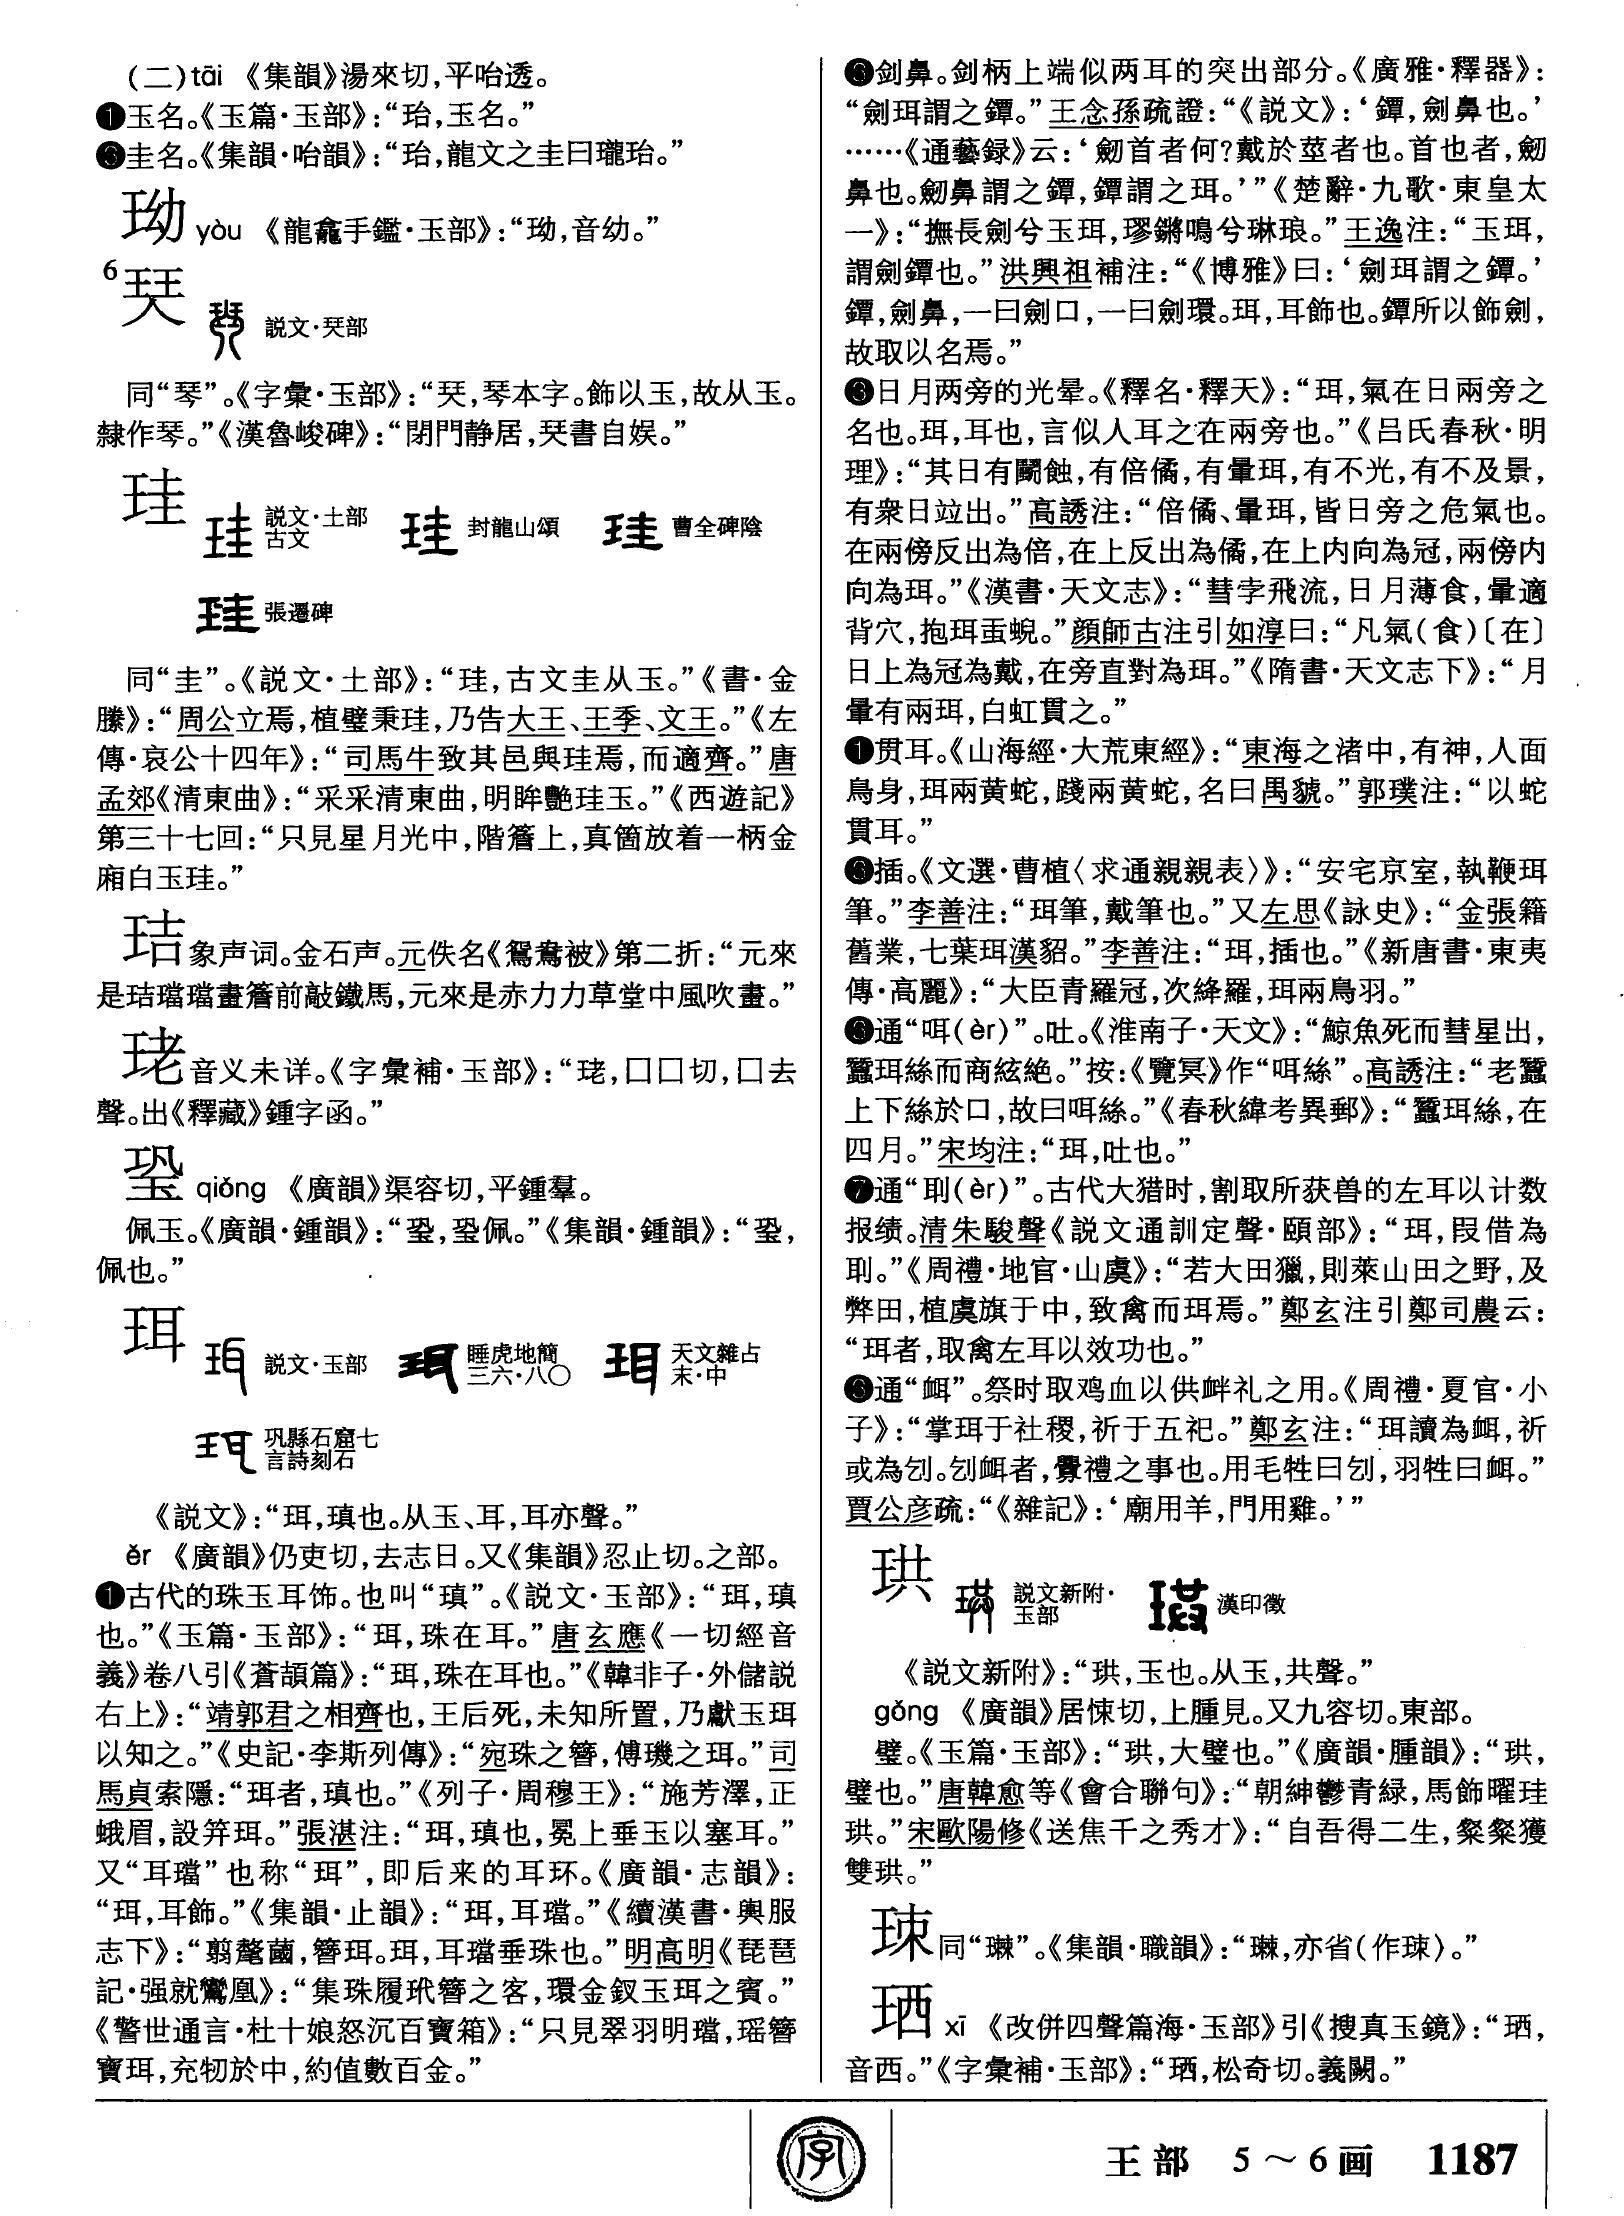 (二)tāi 《集韻》湯來切,平咍透。
❶玉名。《玉篇·玉部》:“珆,玉名。”
❷圭名。《集韻·咍韻》:“珆,龍文之圭曰瓏珆。”
㺀 yòu 《龍龕手鑑·玉部》:“㺀,音幼。”
6
珡 説文·珡部
同“琴”。《字彙·玉部》:“珡,琴本字。飾以玉,故从玉。
隸作琴。”《漢魯峻碑》:“閉門静居,珡書自娱。”
珪 説文·土部 古文 封龍山頌 曹全碑陰
張遷碑
同“圭”。《説文·土部》:“珪,古文圭从玉。”《書·金
縢》:“周公立焉,植璧秉珪,乃告大王、王季、文王。”《左
傳·哀公十四年》:“司馬牛致其邑與珪焉,而適齊。”唐
孟郊《清東曲》:“采采清東曲,明眸艷珪玉。”《西遊記》
第三十七回:“只見星月光中,階簷上,真箇放着一柄金
廂白玉珪。”
珯 音义未详。《字彙補·玉部》:“珯,囗囗切,囗去
聲。出《釋藏》鍾字函。”
象声词。金石声。元佚名《鴛鴦被》第二折:“元來
是琺璫璫畫簷前敲鐵馬,元來是赤力力草堂中風吹畫。”
qióng 《廣韻》渠容切,平鍾羣。
佩玉。《廣韻·鍾韻》:“㺬,㺬佩。”《集韻·鍾韻》:“㺬,
佩也。”
珥 説文·玉部 睡虎地簡 三六·八〇 天文雜占 末·中
巩縣石窟七 言詩刻石
《説文》:“珥,瑱也。从玉、耳,耳亦聲。”
ěr 《廣韻》仍吏切,去志日。又《集韻》忍止切。之部。
❶古代的珠玉耳饰。也叫“瑱”。《説文·玉部》:“珥,瑱
也。”《玉篇·玉部》:“珥,珠在耳。”唐玄應《一切經音
義》卷八引《蒼頡篇》:“珥,珠在耳也。”《韓非子·外儲説
右上》:“靖郭君之相齊也,王后死,未知所置,乃獻玉珥
以知之。”《史記·李斯列傳》:“宛珠之簪,傅璣之珥。”司
馬貞索隱:“珥者,瑱也。”《列子·周穆王》:“施芳澤,正
蛾眉,設笄珥。”張湛注:“珥,瑱也,冕上垂玉以塞耳。”
又“耳璫”也称“珥”,即后来的耳环。《廣韻·志韻》:
“珥,耳飾。”《集韻·止韻》:“珥,耳璫。”《續漢書·輿服
志下》:“翦氂蔮,簪珥。珥,耳璫垂珠也。”明高明《琵琶
記·强就鸞凰》:“集珠履玳簪之客,環金釵玉珥之賓。”
《警世通言·杜十娘怒沉百寶箱》:“只見翠羽明璫,瑶簪
寶珥,充牣於中,約值數百金。”
❷剑鼻。剑柄上端似两耳的突出部分。《廣雅·釋器》:
“劍珥謂之鐔。”王念孫疏證:“《説文》:‘鐔,劍鼻也。’
……《通藝録》云:‘劒首者何?戴於莖者也。首也者,劒
鼻也。劒鼻謂之鐔,鐔謂之珥。’”《楚辭·九歌·東皇太
一》:“撫長劍兮玉珥,璆鏘鳴兮琳琅。”王逸注:“玉珥,
謂劍鐔也。”洪興祖補注:“《博雅》曰:‘劍珥謂之鐔。’
鐔,劍鼻,一曰劍口,一曰劍環。珥,耳飾也。鐔所以飾劍,
故取以名焉。”
❸日月两旁的光晕。《釋名·釋天》:“珥,氣在日兩旁之
名也。珥,耳也,言似人耳之在兩旁也。”《吕氏春秋·明
理》:“其日有鬭蝕,有倍僪,有暈珥,有不光,有不及景,
有衆日竝出。”高誘注:“倍僪、暈珥,皆日旁之危氣也。
在兩傍反出為倍,在上反出為僪,在上内向為冠,兩傍内
向為珥。”《漢書·天文志》:“彗孛飛流,日月薄食,暈適
背穴,抱珥䖝蜺。”顔師古注引如淳曰:“凡氣(食)〔在〕
日上為冠為戴,在旁直對為珥。”《隋書·天文志下》:“月
暈有兩珥,白虹貫之。”
❹贯耳。《山海經·大荒東經》:“東海之渚中,有神,人面
鳥身,珥兩黄蛇,踐兩黄蛇,名曰禺䝞。”郭璞注:“以蛇
貫耳。”
❺插。《文選·曹植〈求通親親表〉》:“安宅京室,執鞭珥
筆。”李善注:“珥筆,戴筆也。”又左思《詠史》:“金張籍
舊業,七葉珥漢貂。”李善注:“珥,插也。”《新唐書·東夷
傳·高麗》:“大臣青羅冠,次絳羅,珥兩鳥羽。”
❻通“咡(èr)”。吐。《淮南子·天文》:“鯨魚死而彗星出,
蠶珥絲而商絃絶。”按:《覽冥》作“咡絲”。高誘注:“老蠶
上下絲於口,故曰咡絲。”《春秋緯考異郵》:“蠶珥絲,在
四月。”宋均注:“珥,吐也。”
❼通“刵(èr)”。古代大猎时,割取所获兽的左耳以计数
报绩。清朱駿聲《説文通訓定聲·頤部》:“珥,叚借為
刵。”《周禮·地官·山虞》:“若大田獵,則萊山田之野,及
弊田,植虞旗于中,致禽而珥焉。”鄭玄注引鄭司農云:
“珥者,取禽左耳以效功也。”
❽通“衈”。祭时取鸡血以供衅礼之用。《周禮·夏官·小
子》:“掌珥于社稷,祈于五祀。”鄭玄注:“珥讀為衈,祈
或為刉。刉衈者,釁禮之事也。用毛牲曰刉,羽牲曰衈。”
賈公彦疏:“《雜記》:‘廟用羊,門用雞。’”
珙 説文新附· 玉部 漢印徵
《説文新附》:“珙,玉也。从玉,共聲。”
gǒng 《廣韻》居悚切,上腫見。又九容切。東部。
璧。《玉篇·玉部》:“珙,大璧也。”《廣韻·腫韻》:“珙,
璧也。”唐韓愈等《會合聯句》:“朝紳鬱青緑,馬飾曜珪
珙。”宋歐陽修《送焦千之秀才》:“自吾得二生,粲粲獲
雙珙。”
同“㻎”。《集韻·職韻》:“㻎,亦省(作㻋)。”
xī 《改併四聲篇海·玉部》引《搜真玉鏡》:“㺨,
音西。”《字彙補·玉部》:“㺨,松奇切。義闕。”
字
王部 5～6画 1187